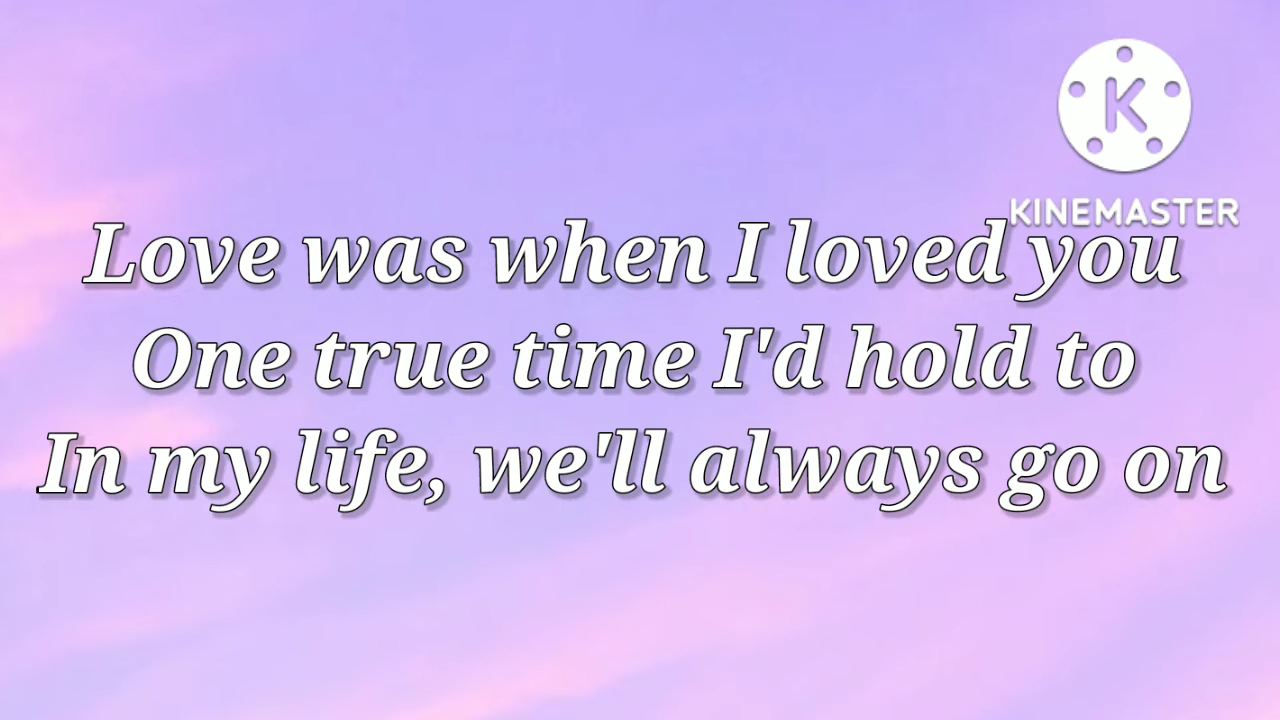 KINEMASTER
Love was when I loved you
One true time I'd hold to
In my life, we'll always go on